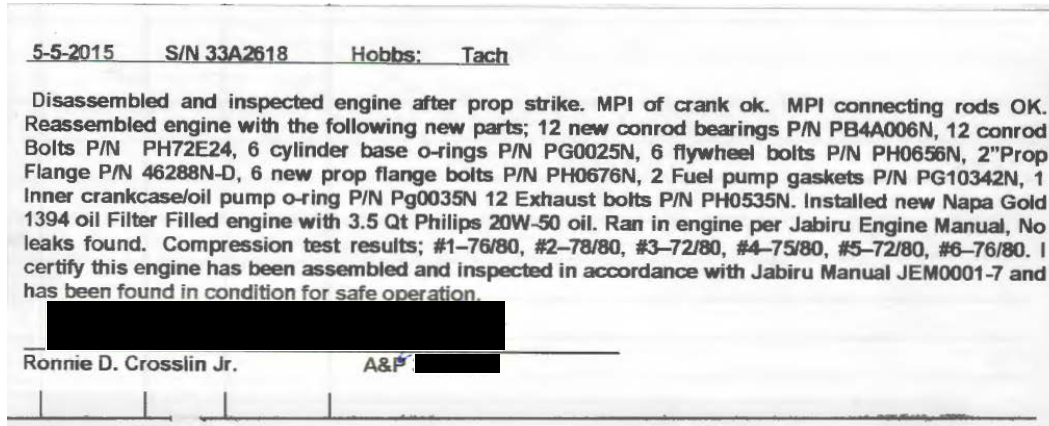 5-5-2015 S/N 33A2618 Hobbs: Tach
Disassembled and inspected engine after prop strike. MPI of crank ok. MPI connecting rods OK.
Reassembled engine with the following new parts; 12 new conrod bearings P/N PB4A006N, 12 conrod
Bolts P/N PH72E24, 6 cylinder base o-rings P/N PG0025N, 6 flywheel bolts P/N PH0656N, 2"Prop
Flange P/N 46288N-D, 6 new prop flange bolts P/N PH0676N, 2 Fuel pump gaskets P/N PG10342N, 1
Inner crankcase/oil pump o-ring P/N Pg0035N 12 Exhaust bolts P/N PH0535N. Installed new Napa Gold
1394 oil Filter Filled engine with 3.5 Qt Philips 20W-50 oil. Ran in engine per Jabiru Engine Manual, No
leaks found. Compression test results; #1–76/80, #2–78/80, #3–72/80, #4–75/80, #5–72/80, #6–76/80. I
certify this engine has been assembled and inspected in accordance with Jabiru Manual JEM0001-7 and
has been found in condition for safe operation.
Ronnie D. Crosslin Jr. A&P :